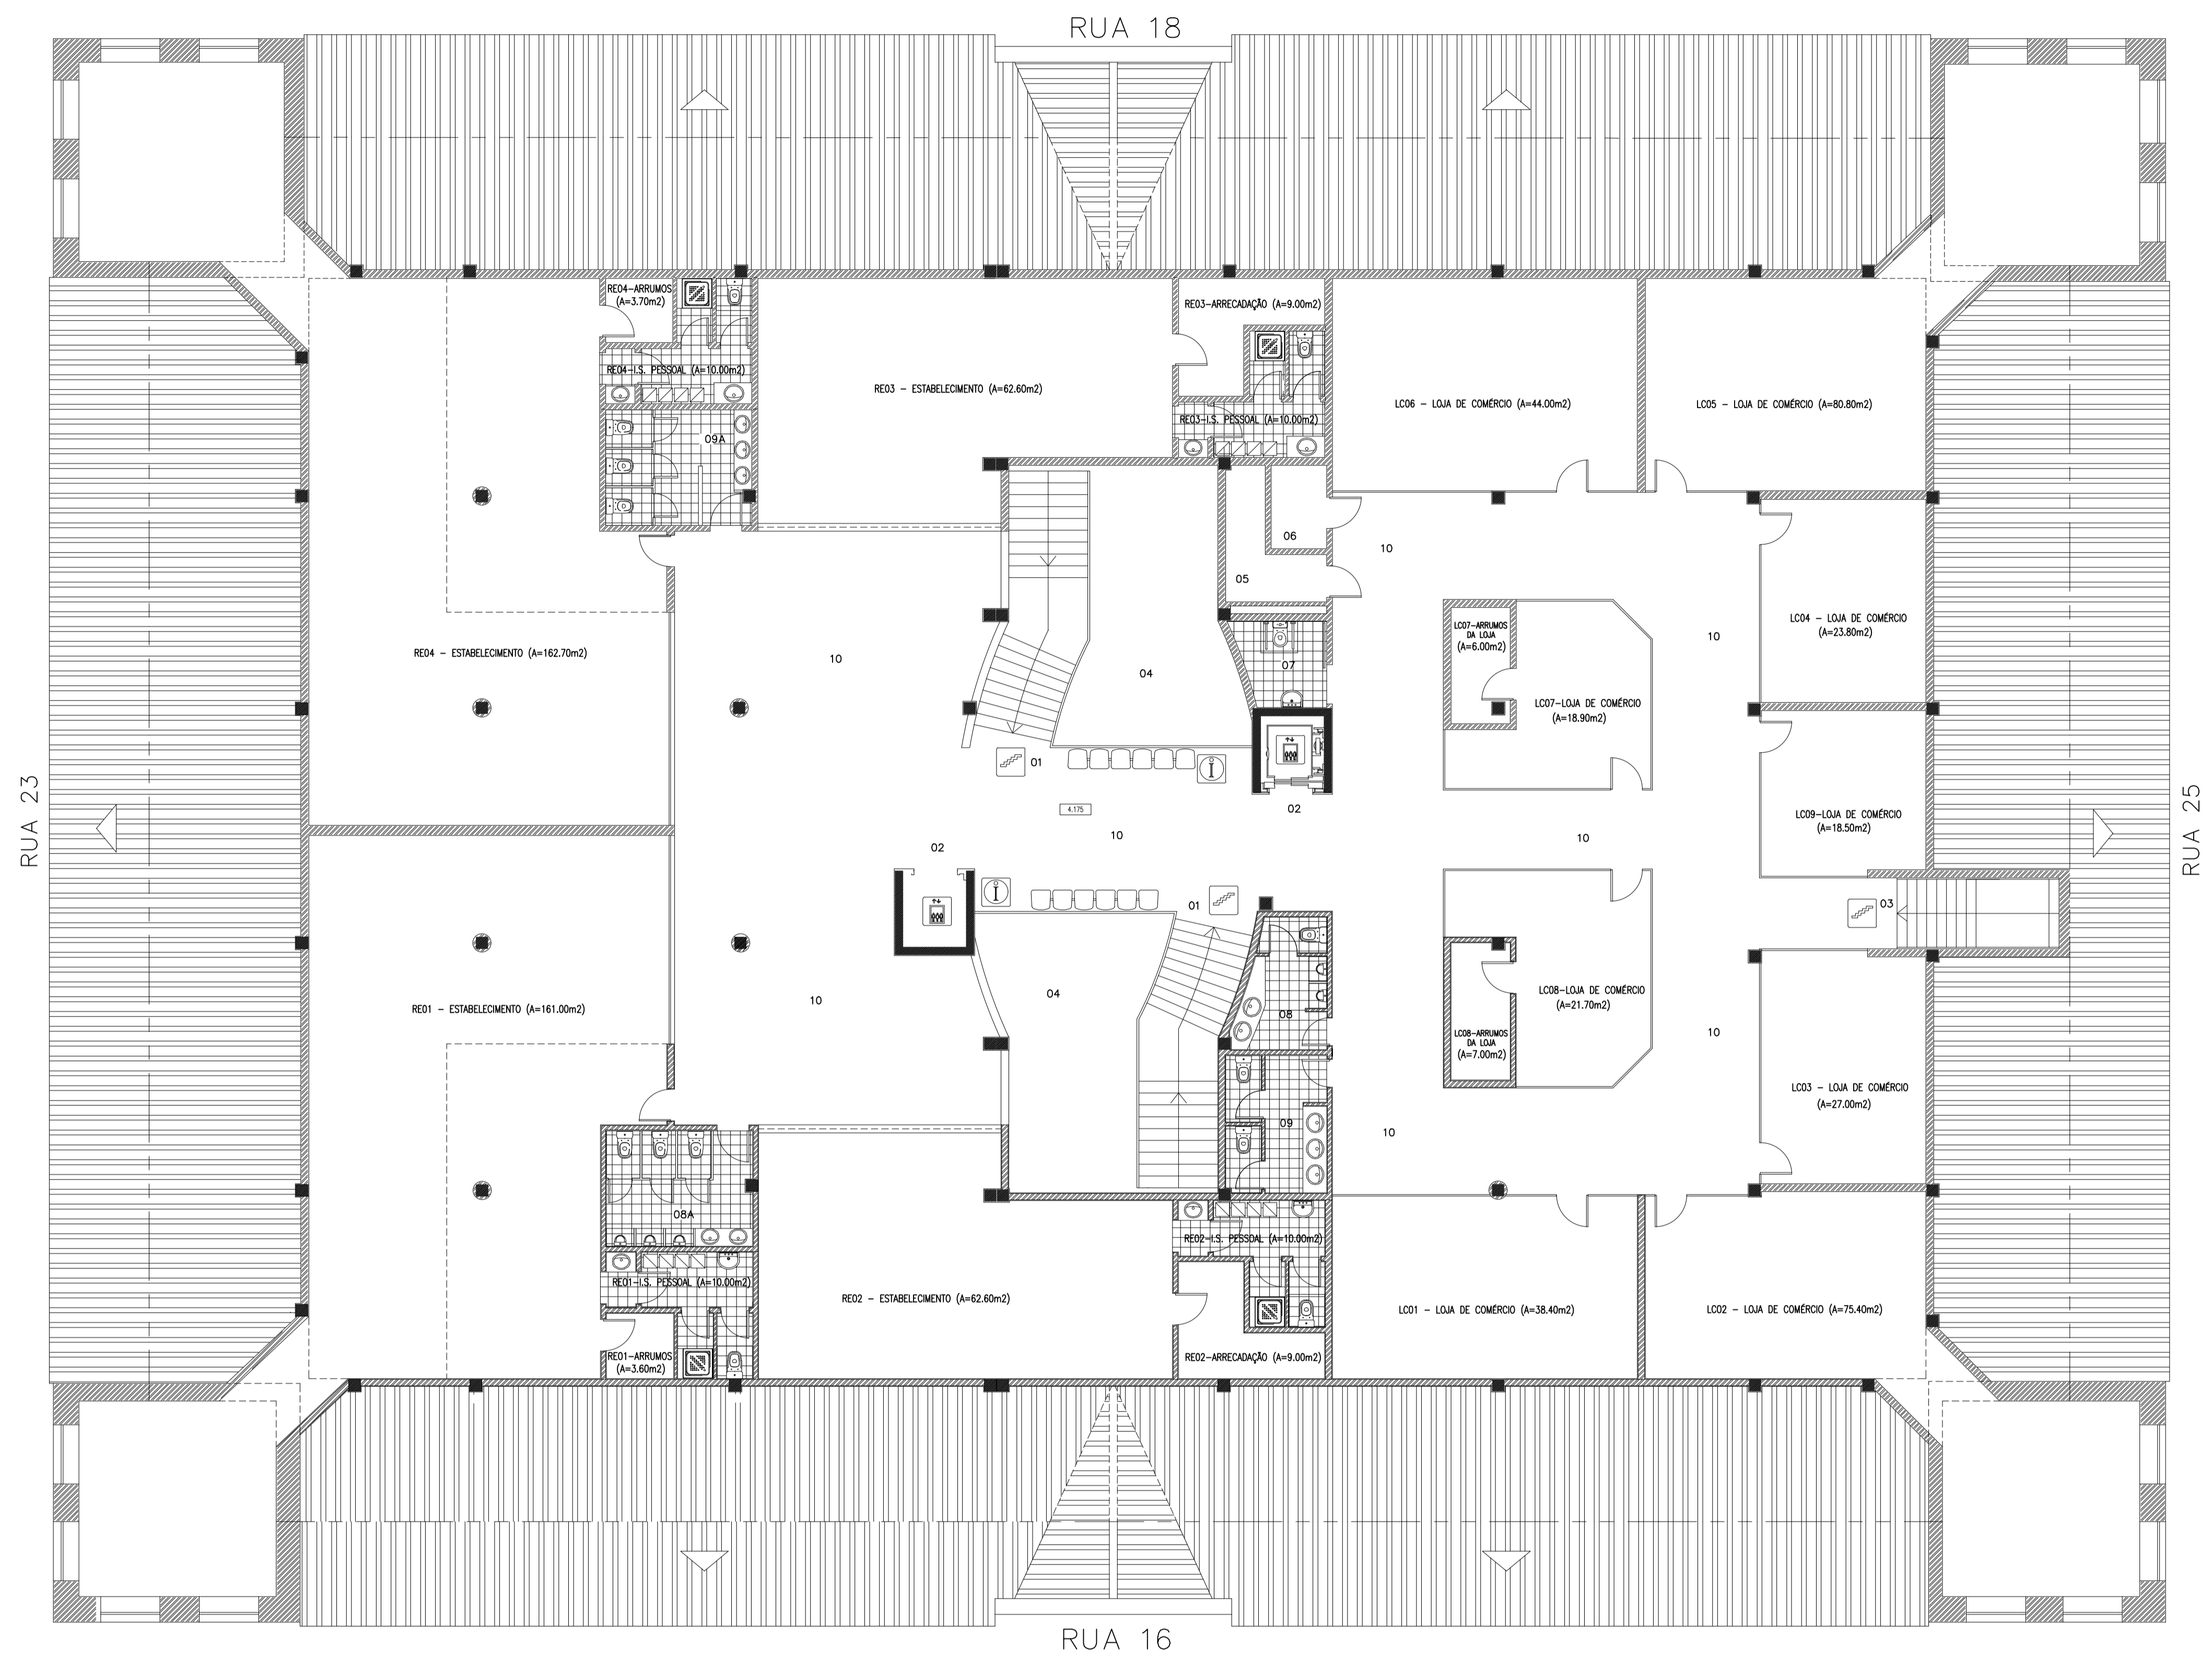 RUA 18
RE04-ARRUMOS
(A=3.70m2)
RE03-ARRECADAÇÃO (A=9.00m2)
RE04-I.S. PESSOAL (A=10.00m2)
RE03 - ESTABELECIMENTO (A=62.60m2)
LC06 - LOJA DE COMÉRCIO (A=44.00m2)
LC05 - LOJA DE COMÉRCIO (A=80.80m2)
RE03-I.S. PESSOAL (A=10.00m2)
09A
06
10
05
LC07-ARRUMOS
DA LOJA
(A=6.00m2)
10
LC04 - LOJA DE COMÉRCIO
(A=23.80m2)
RE04 - ESTABELECIMENTO (A=162.70m2)
10
04
07
LC07-LOJA DE COMÉRCIO
(A=18.90m2)
01
RUA 23
4.175
02
LC09-LOJA DE COMÉRCIO
(A=18.50m2)
RUA 25
10
10
02
01
03
04
LC08-LOJA DE COMÉRCIO
(A=21.70m2)
RE01 - ESTABELECIMENTO (A=161.00m2)
10
08
LC08-ARRUMOS
DA LOJA
(A=7.00m2)
10
LC03 - LOJA DE COMÉRCIO
(A=27.00m2)
09
10
08A
RE02-I.S. PESSOAL (A=10.00m2)
RE01-I.S. PESSOAL (A=10.00m2)
RE02 - ESTABELECIMENTO (A=62.60m2)
LC01 - LOJA DE COMÉRCIO (A=38.40m2)
LC02 - LOJA DE COMÉRCIO (A=75.40m2)
RE01-ARRUMOS
(A=3.60m2)
RE02-ARRECADAÇÃO (A=9.00m2)
RUA 16